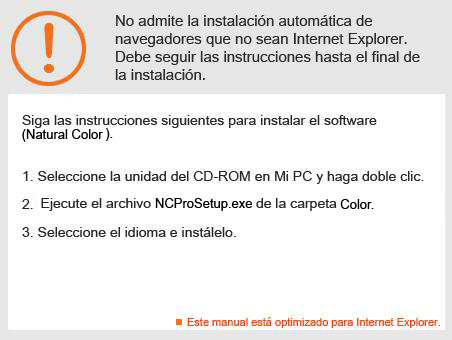 No admite la instalación automática de
navegadores que no sean Internet Explorer.
Debe seguir las instrucciones hasta el final de
la instalación.
Siga las instrucciones siguientes para instalar el software
(Natural Color ).
1. Seleccione la unidad del CD-ROM en Mi PC y haga doble clic.
2. Ejecute el archivo NCProSetup.exe de la carpeta Color.
3. Seleccione el idioma e instálelo.
Este manual está optimizado para Internet Explorer.